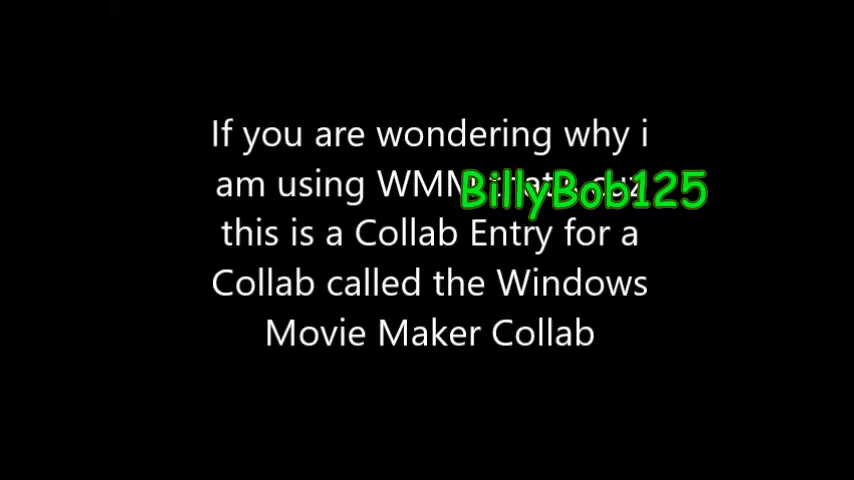 If you are wondering why i
am using WMM
BillyBob125
this is a Collab Entry for a
Collab called the Windows
Movie Maker Collab